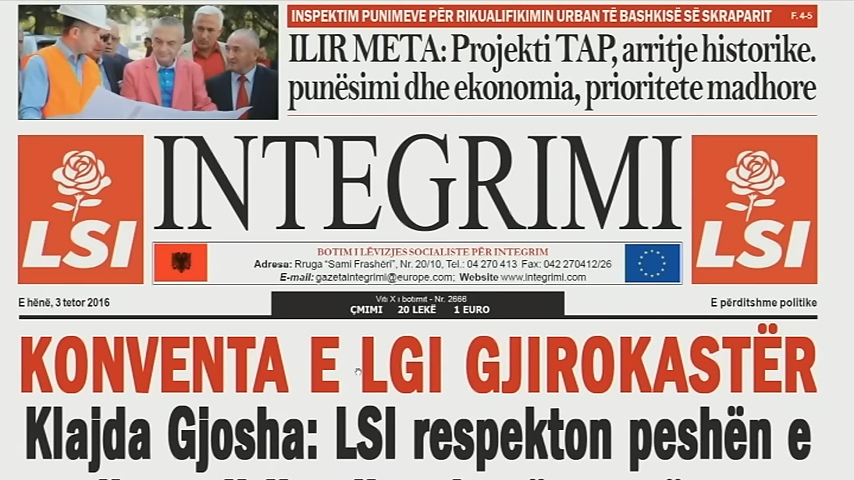 INSPEKTIM PUNIMEVE PËR RIKUALIFIKIMIN URBAN TË BASHKISË SË SKRAPARIT F. 4-5
ILIR META: Projekti TAP, arritje historike.
punësimi dhe ekonomia, prioritete madhore
LSI
INTEGRIMI
LSI
BOTIM I LËVIZJES SOCIALISTE PËR INTEGRIM
Adresa: Rruga “Sami Frashëri”, Nr. 20/10, Tel.: 04 270 413 Fax: 042 270412/26
E-mail: gazetaintegrimi@europe.com; Website www.integrimi.com
E hënë, 3 tetor 2016
Viti X i botimit - Nr. 2666
ÇMIMI 20 LEKË 1 EURO
E përditshme politike
KONVENTA E LGI GJIROKASTËR
Klajda Gjosha: LSI respekton peshën e